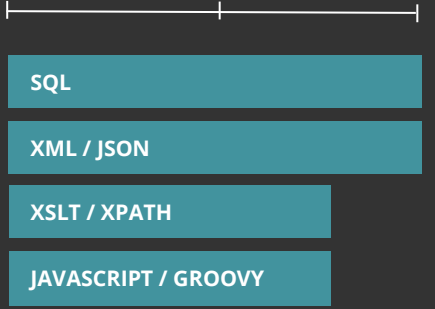 SQL
XML / JSON
XSLT / XPATH
JAVASCRIPT / GROOVY